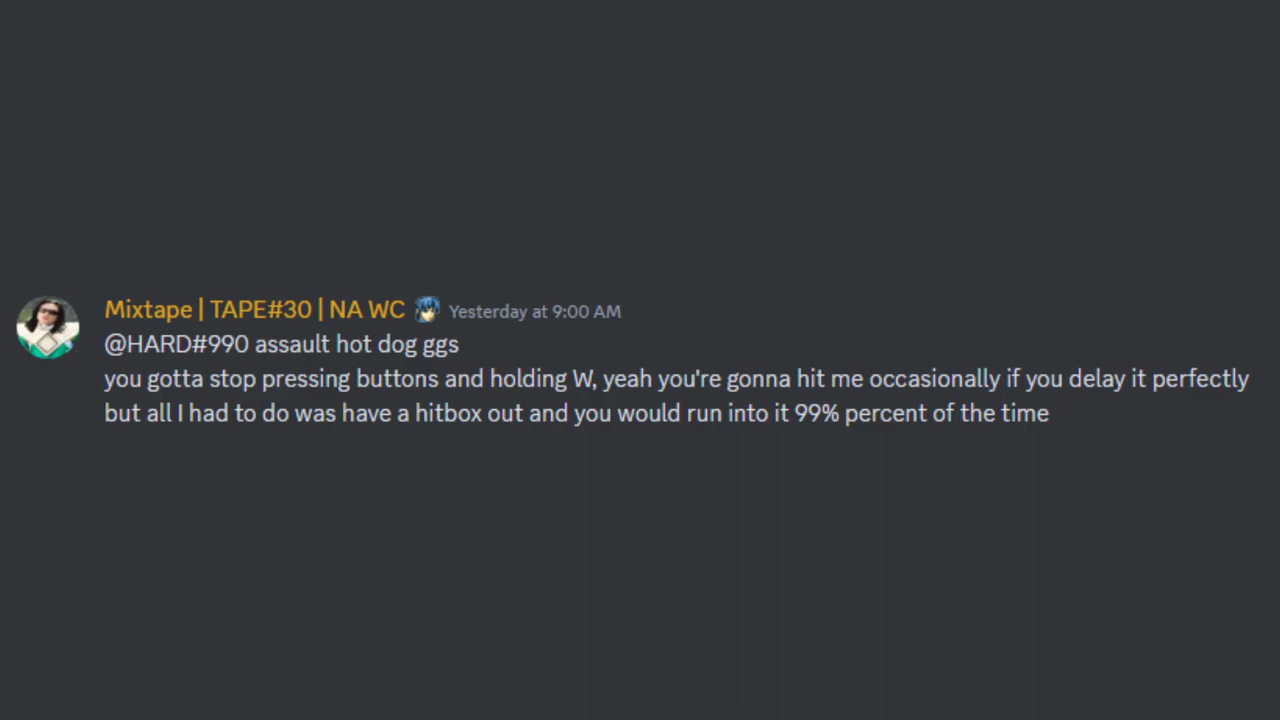 Mixtape | TAPE#30 | NA WC Yesterday at 9:00 AM
@HARD#990 assault hot dog ggs
you gotta stop pressing buttons and holding W, yeah you're gonna hit me occasionally if you delay it perfectly
but all I had to do was have a hitbox out and you would run into it 99% percent of the time